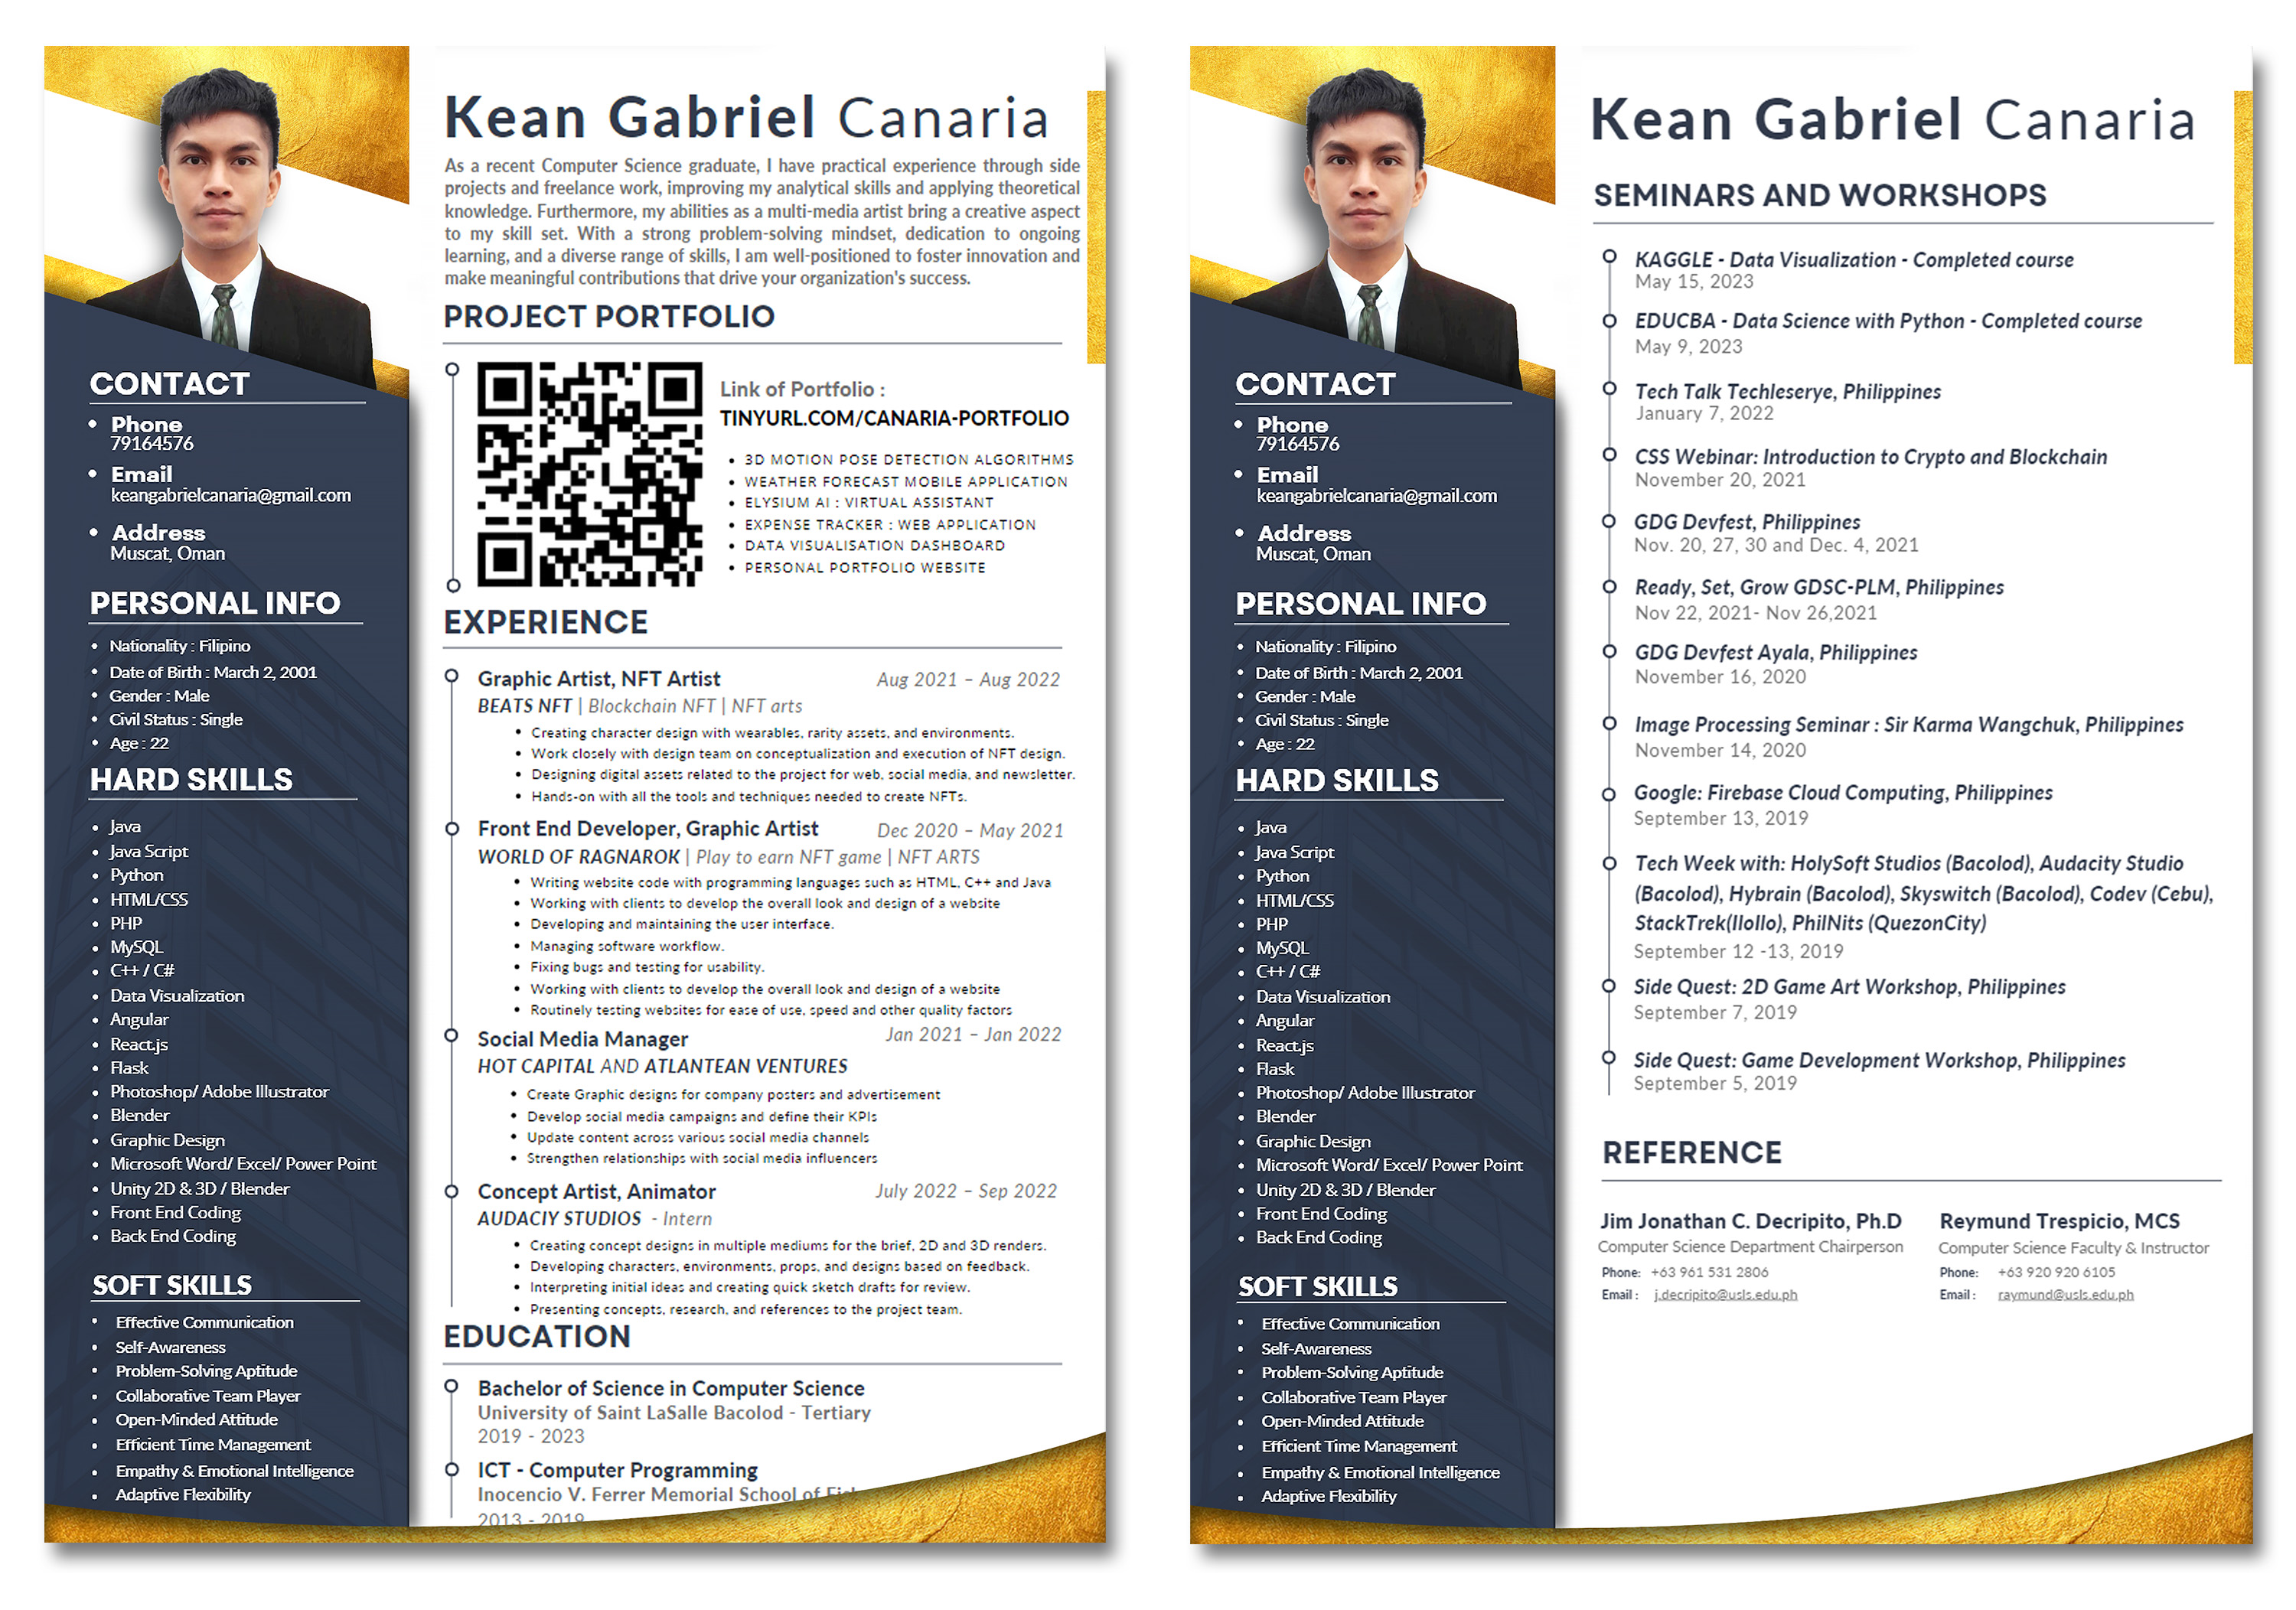 Kean Gabriel Canaria
As a recent Computer Science graduate, I have practical experience through side
projects and freelance work, improving my analytical skills and applying theoretical
knowledge. Furthermore, my abilities as a multi-media artist bring a creative aspect
to my skill set. With a strong problem-solving mindset, dedication to ongoing
learning, and a diverse range of skills, I am well-positioned to foster innovation and
make meaningful contributions that drive your organization's success.
CONTACT
• Phone
79164576
• Email
keangabrielcanaria@gmail.com
• Address
Muscat, Oman
PERSONAL INFO
• Nationality : Filipino
• Date of Birth : March 2, 2001
• Gender : Male
• Civil Status : Single
• Age : 22
HARD SKILLS
• Java
• Java Script
• Python
• HTML/CSS
• PHP
• MySQL
• C++ / C#
• Data Visualization
• Angular
• React.js
• Flask
• Photoshop/ Adobe Illustrator
• Blender
• Graphic Design
• Microsoft Word/ Excel/ Power Point
• Unity 2D & 3D / Blender
• Front End Coding
• Back End Coding
SOFT SKILLS
• Effective Communication
• Self-Awareness
• Problem-Solving Aptitude
• Collaborative Team Player
• Open-Minded Attitude
• Efficient Time Management
• Empathy & Emotional Intelligence
• Adaptive Flexibility
PROJECT PORTFOLIO
Link of Portfolio :
TINYURL.COM/CANARIA-PORTFOLIO
• 3D MOTION POSE DETECTION ALGORITHMS
• WEATHER FORECAST MOBILE APPLICATION
• ELYSIUM AI : VIRTUAL ASSISTANT
• EXPENSE TRACKER : WEB APPLICATION
• DATA VISUALISATION DASHBOARD
• PERSONAL PORTFOLIO WEBSITE
EXPERIENCE
Graphic Artist, NFT Artist Aug 2021 – Aug 2022
BEATS NFT | Blockchain NFT | NFT arts
• Creating character design with wearables, rarity assets, and environments.
• Work closely with design team on conceptualization and execution of NFT design.
• Designing digital assets related to the project for web, social media, and newsletter.
• Hands-on with all the tools and techniques needed to create NFTs.
Front End Developer, Graphic Artist Dec 2020 – May 2021
WORLD OF RAGNAROK | Play to earn NFT game | NFT ARTS
• Writing website code with programming languages such as HTML, C++ and Java
• Working with clients to develop the overall look and design of a website
• Developing and maintaining the user interface.
• Managing software workflow.
• Fixing bugs and testing for usability.
• Working with clients to develop the overall look and design of a website
• Routinely testing websites for ease of use, speed and other quality factors
Social Media Manager Jan 2021 – Jan 2022
HOT CAPITAL AND ATLANTEAN VENTURES
• Create Graphic designs for company posters and advertisement
• Develop social media campaigns and define their KPIs
• Update content across various social media channels
• Strengthen relationships with social media influencers
Concept Artist, Animator July 2022 – Sep 2022
AUDACIY STUDIOS - Intern
• Creating concept designs in multiple mediums for the brief, 2D and 3D renders.
• Developing characters, environments, props, and designs based on feedback.
• Interpreting initial ideas and creating quick sketch drafts for review.
• Presenting concepts, research, and references to the project team.
EDUCATION
Bachelor of Science in Computer Science
University of Saint LaSalle Bacolod - Tertiary
2019 - 2023
ICT - Computer Programming
Inocencio V. Ferrer Memorial School of
2013 - 2019
Kean Gabriel Canaria
CONTACT
• Phone
79164576
• Email
keangabrielcanaria@gmail.com
• Address
Muscat, Oman
PERSONAL INFO
• Nationality : Filipino
• Date of Birth : March 2, 2001
• Gender : Male
• Civil Status : Single
• Age : 22
HARD SKILLS
• Java
• Java Script
• Python
• HTML/CSS
• PHP
• MySQL
• C++ / C#
• Data Visualization
• Angular
• React.js
• Flask
• Photoshop/ Adobe Illustrator
• Blender
• Graphic Design
• Microsoft Word/ Excel/ Power Point
• Unity 2D & 3D / Blender
• Front End Coding
• Back End Coding
SOFT SKILLS
• Effective Communication
• Self-Awareness
• Problem-Solving Aptitude
• Collaborative Team Player
• Open-Minded Attitude
• Efficient Time Management
• Empathy & Emotional Intelligence
• Adaptive Flexibility
SEMINARS AND WORKSHOPS
KAGGLE - Data Visualization - Completed course
May 15, 2023
EDUCBA - Data Science with Python - Completed course
May 9, 2023
Tech Talk Techleserye, Philippines
January 7, 2022
CSS Webinar: Introduction to Crypto and Blockchain
November 20, 2021
GDG Devfest, Philippines
Nov. 20, 27, 30 and Dec. 4, 2021
Ready, Set, Grow GDSC-PLM, Philippines
Nov 22, 2021- Nov 26,2021
GDG Devfest Ayala, Philippines
November 16, 2020
Image Processing Seminar : Sir Karma Wangchuk, Philippines
November 14, 2020
Google: Firebase Cloud Computing, Philippines
September 13, 2019
Tech Week with: HolySoft Studios (Bacolod), Audacity Studio
(Bacolod), Hybrain (Bacolod), Skyswitch (Bacolod), Codev (Cebu),
StackTrek(Ilollo), PhilNits (QuezonCity)
September 12 -13, 2019
Side Quest: 2D Game Art Workshop, Philippines
September 7, 2019
Side Quest: Game Development Workshop, Philippines
September 5, 2019
REFERENCE
Jim Jonathan C. Decripito, Ph.D
Computer Science Department Chairperson
Phone: +63 961 531 2806
Email : j.decripito@usls.edu.ph
Reymund Trespicio, MCS
Computer Science Faculty & Instructor
Phone: +63 920 920 6105
Email : raymund@usls.edu.ph